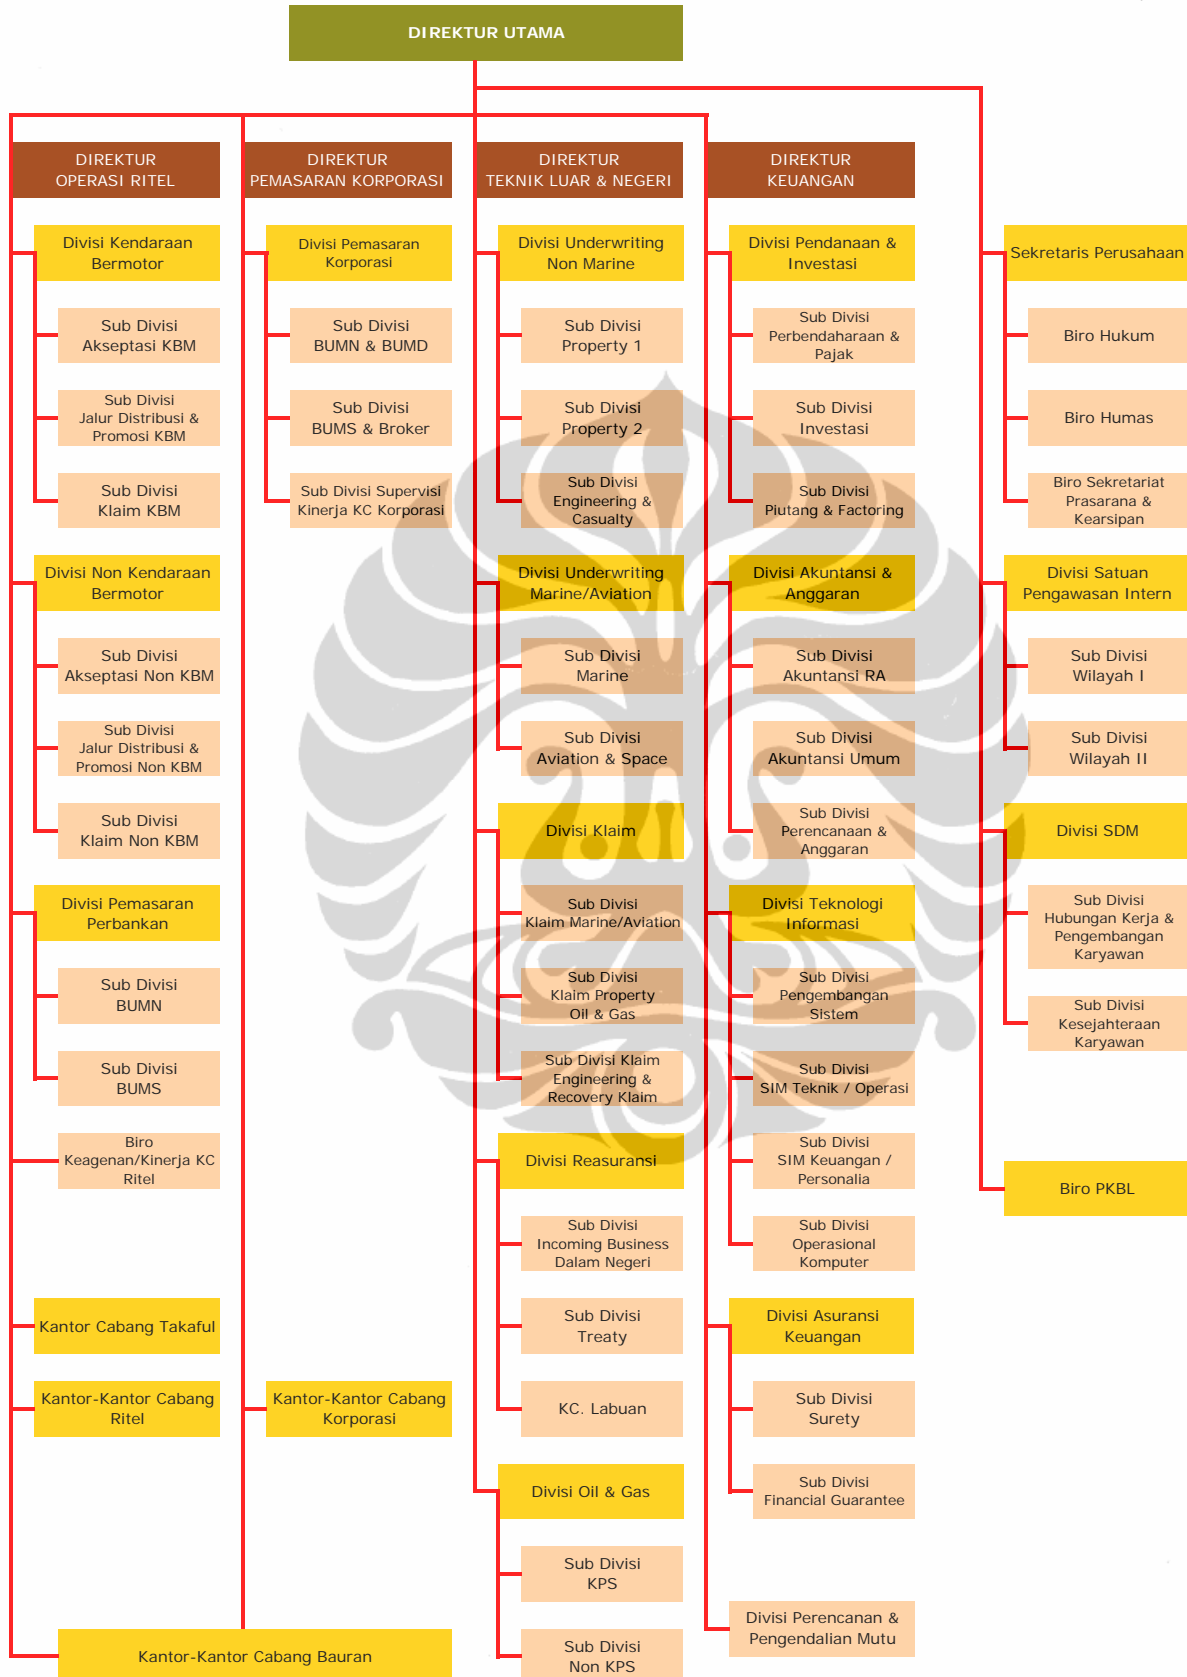 DIREKTUR UTAMA
DIREKTUR
OPERASI RITEL
Divisi Kendaraan
Bermotor
Sub Divisi
Akseptasi KBM
Sub Divisi
Jalur Distribusi &
Promosi KBM
Sub Divisi
Klaim KBM
Divisi Non Kendaraan
Bermotor
Sub Divisi
Akseptasi Non KBM
Sub Divisi
Jalur Distribusi &
Promosi Non KBM
Sub Divisi
Klaim Non KBM
Divisi Pemasaran
Perbankan
Sub Divisi
BUMN
Sub Divisi
BUMS
Biro
Keagenan/Kinerja KC
Ritel
Kantor Cabang Takaful
Kantor-Kantor Cabang
Ritel
DIREKTUR
PEMASARAN KORPORASI
Divisi Pemasaran
Korporasi
Sub Divisi
BUMN & BUMD
Sub Divisi
BUMS & Broker
Sub Divisi Supervisi
Kinerja KC Korporasi
Kantor-Kantor Cabang
Korporasi
Kantor-Kantor Cabang Bauran
DIREKTUR
TEKNIK LUAR & NEGERI
Divisi Underwriting
Non Marine
Sub Divisi
Property 1
Sub Divisi
Property 2
Sub Divisi
Engineering &
Casualty
Divisi Underwriting
Marine/Aviation
Sub Divisi
Marine
Sub Divisi
Aviation & Space
Divisi Klaim
Sub Divisi
Klaim Marine/Aviation
Sub Divisi
Klaim Property
Oil & Gas
Sub Divisi Klaim
Engineering &
Recovery Klaim
Divisi Reasuransi
Sub Divisi
Incoming Business
Dalam Negeri
Sub Divisi
Treaty
KC. Labuan
Divisi Oil & Gas
Sub Divisi
KPS
Sub Divisi
Non KPS
DIREKTUR
KEUANGAN
Divisi Pendanaan &
Investasi
Sub Divisi
Perbendaharaan &
Pajak
Sub Divisi
Investasi
Sub Divisi
Piutang & Factoring
Divisi Akuntansi &
Anggaran
Sub Divisi
Akuntansi RA
Sub Divisi
Akuntansi Umum
Sub Divisi
Perencanaan &
Anggaran
Divisi Teknologi
Informasi
Sub Divisi
Pengembangan
Sistem
Sub Divisi
SIM Teknik / Operasi
Sub Divisi
SIM Keuangan /
Personalia
Sub Divisi
Operasional
Komputer
Divisi Asuransi
Keuangan
Sub Divisi
Surety
Sub Divisi
Financial Guarantee
Divisi Perencanan &
Pengendalian Mutu
Sekretaris Perusahaan
Biro Hukum
Biro Humas
Biro Sekretariat
Prasarana &
Kearsipan
Divisi Satuan
Pengawasan Intern
Sub Divisi
Wilayah I
Sub Divisi
Wilayah II
Divisi SDM
Sub Divisi
Hubungan Kerja &
Pengembangan
Karyawan
Sub Divisi
Kesejahteraan
Karyawan
Biro PKBL